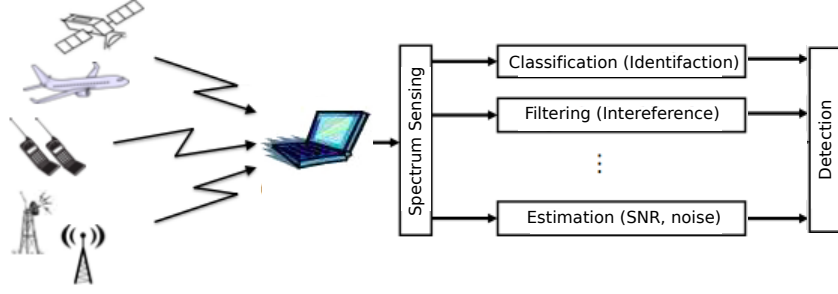 Spectrum Sensing
Classification (Identifaction)
Filtering (Intereference)
Estimation (SNR, noise)
Detection